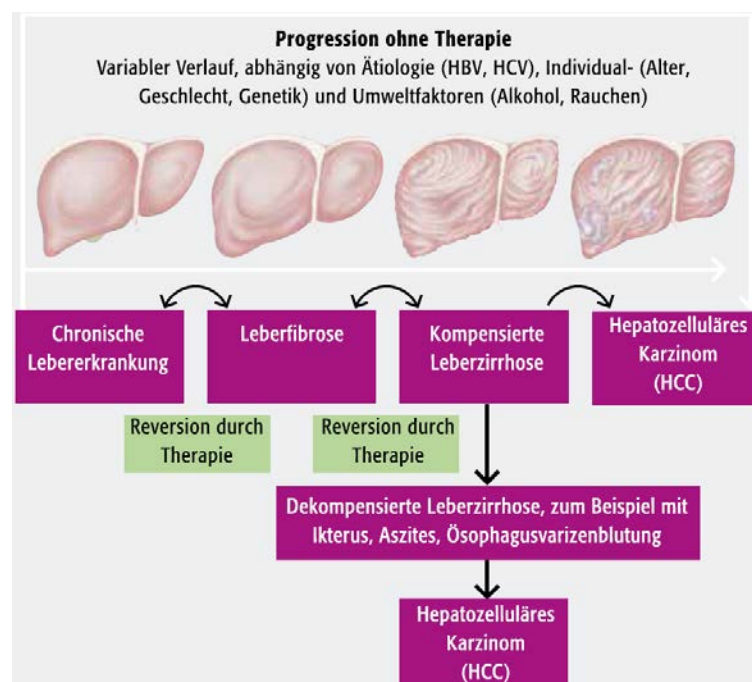 Progression ohne Therapie
Variabler Verlauf, abhängig von Ätiologie (HBV, HCV), Individual- (Alter,
Geschlecht, Genetik) und Umweltfaktoren (Alkohol, Rauchen)
Chronische
Lebererkrankung
Leberfibrose
Kompensierte
Leberzirrhose
Hepatozelluläres
Karzinom
(HCC)
Reversion durch
Therapie
Reversion durch
Therapie
Dekompensierte Leberzirrhose, zum Beispiel mit
Ikterus, Aszites, Ösophagusvarizenblutung
Hepatozelluläres
Karzinom
(HCC)